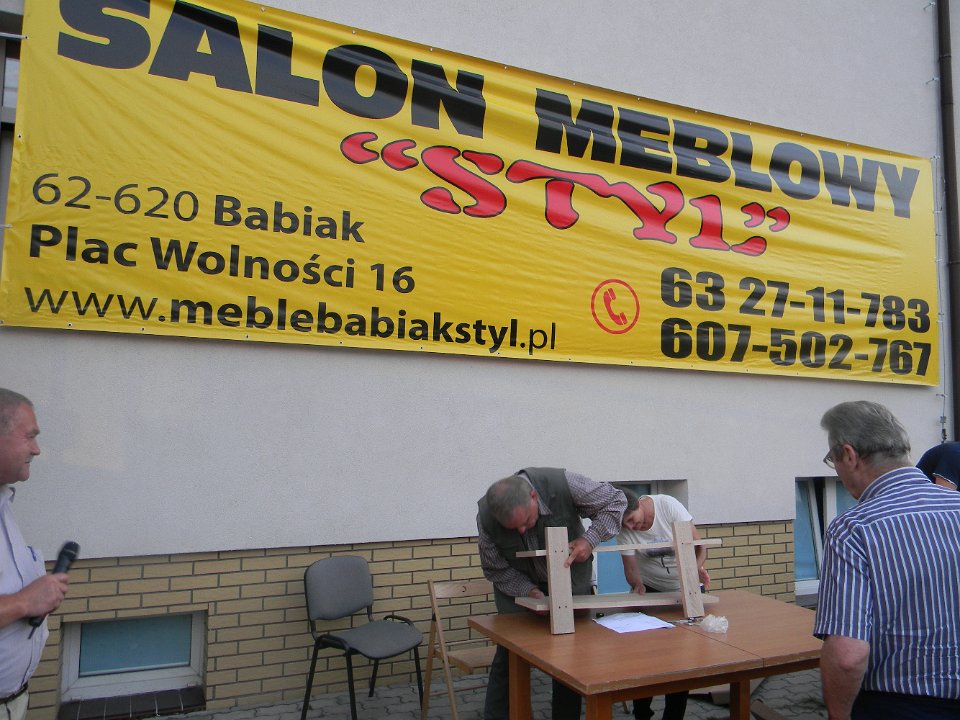 SALON MEBLOWY
"STYL"
62-620 Babiak
Plac Wolności 16
www.meblebabiakstyl.pl
63 27-11-783
607-502-767